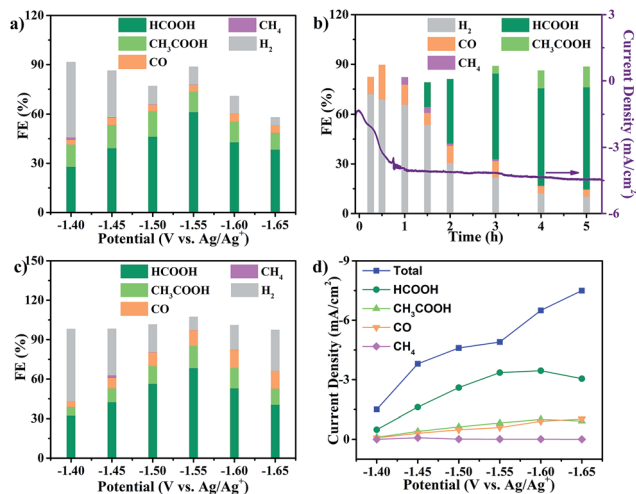 a)
HCOOH
CH₄
CH₃COOH
H₂
CO
FE (%)
120
90
60
30
0
-1.40 -1.45 -1.50 -1.55 -1.60 -1.65
Potential (V vs. Ag/Ag⁺)
b)
H₂
HCOOH
CO
CH₃COOH
CH₄
FE (%)
120
90
60
30
0
0 1 2 3 4 5
Time (h)
3
0
-3
-6
Current Density (mA/cm²)
c)
HCOOH
CH₄
CH₃COOH
H₂
CO
FE (%)
150
120
90
60
30
0
-1.40 -1.45 -1.50 -1.55 -1.60 -1.65
Potential (V vs. Ag/Ag⁺)
d)
Total
HCOOH
CH₃COOH
CO
CH₄
Current Density (mA/cm²)
-9
-6
-3
0
-1.40 -1.45 -1.50 -1.55 -1.60 -1.65
Potential (V vs. Ag/Ag⁺)